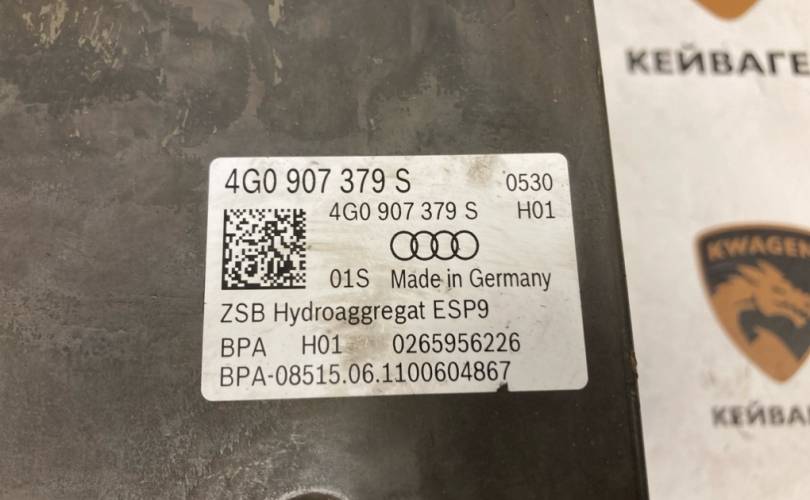 4G0 907 379 S 0530
4G0 907 379 S H01
01S Made in Germany
ZSB Hydroaggregat ESP9
BPA H01 0265956226
BPA-08515.06.1100604867
КЕЙВАГЕ
KWAGEN
КЕЙВА